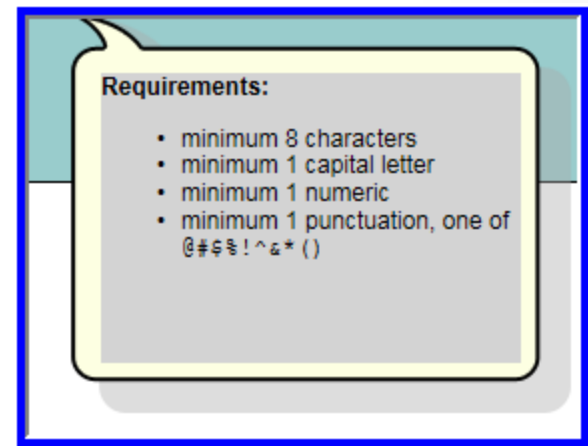 Requirements:
• minimum 8 characters
• minimum 1 capital letter
• minimum 1 numeric
• minimum 1 punctuation, one of
@#$%!^&*()